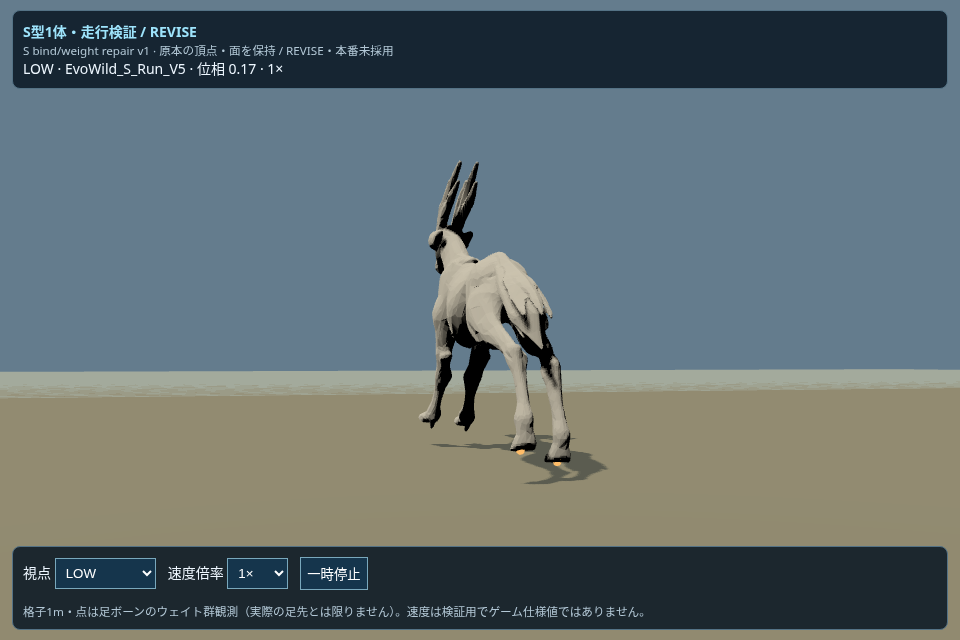 S型1体・走行検証 / REVISE
S bind/weight repair v1 · 原本の頂点・面を保持 / REVISE・本番未採用
LOW · EvoWild_S_Run_V5 · 位相 0.17 · 1×
視点 LOW 速度倍率 1× 一時停止
格子1m・点は足ボーンのウェイト群観測（実際の足先とは限りません）。速度は検証用でゲーム仕様値ではありません。